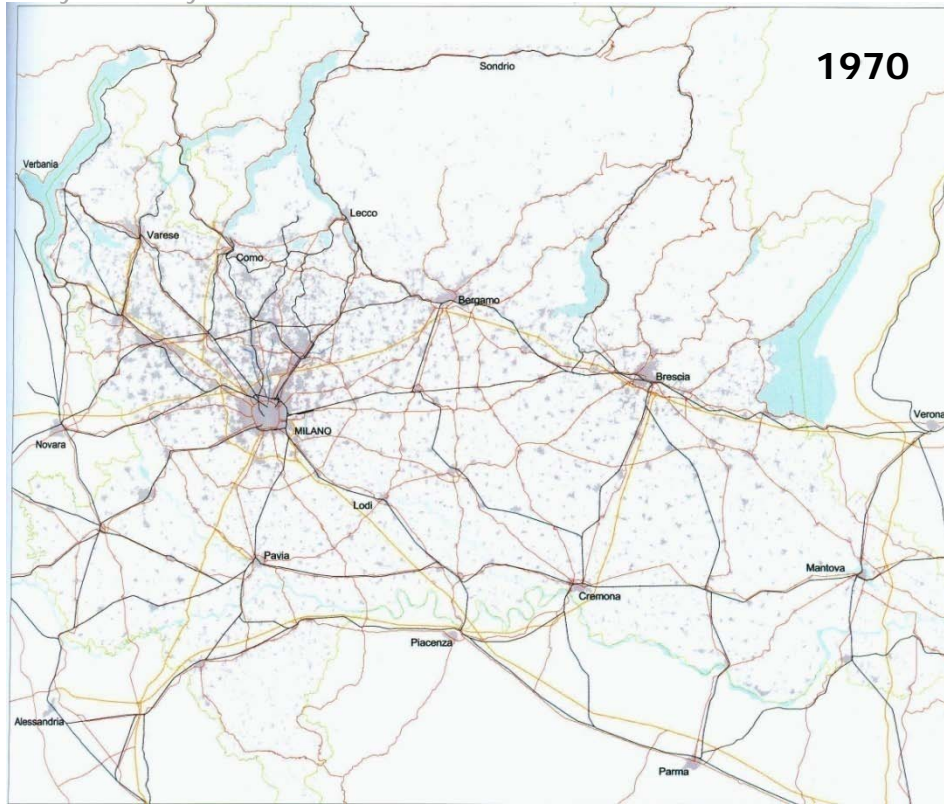 1970
Sondrio
Verbania
Lecco
Varese
Como
Bergamo
Brescia
Verona
MILANO
Novara
Lodi
Pavia
Mantova
Cremona
Piacenza
Alessandria
Parma